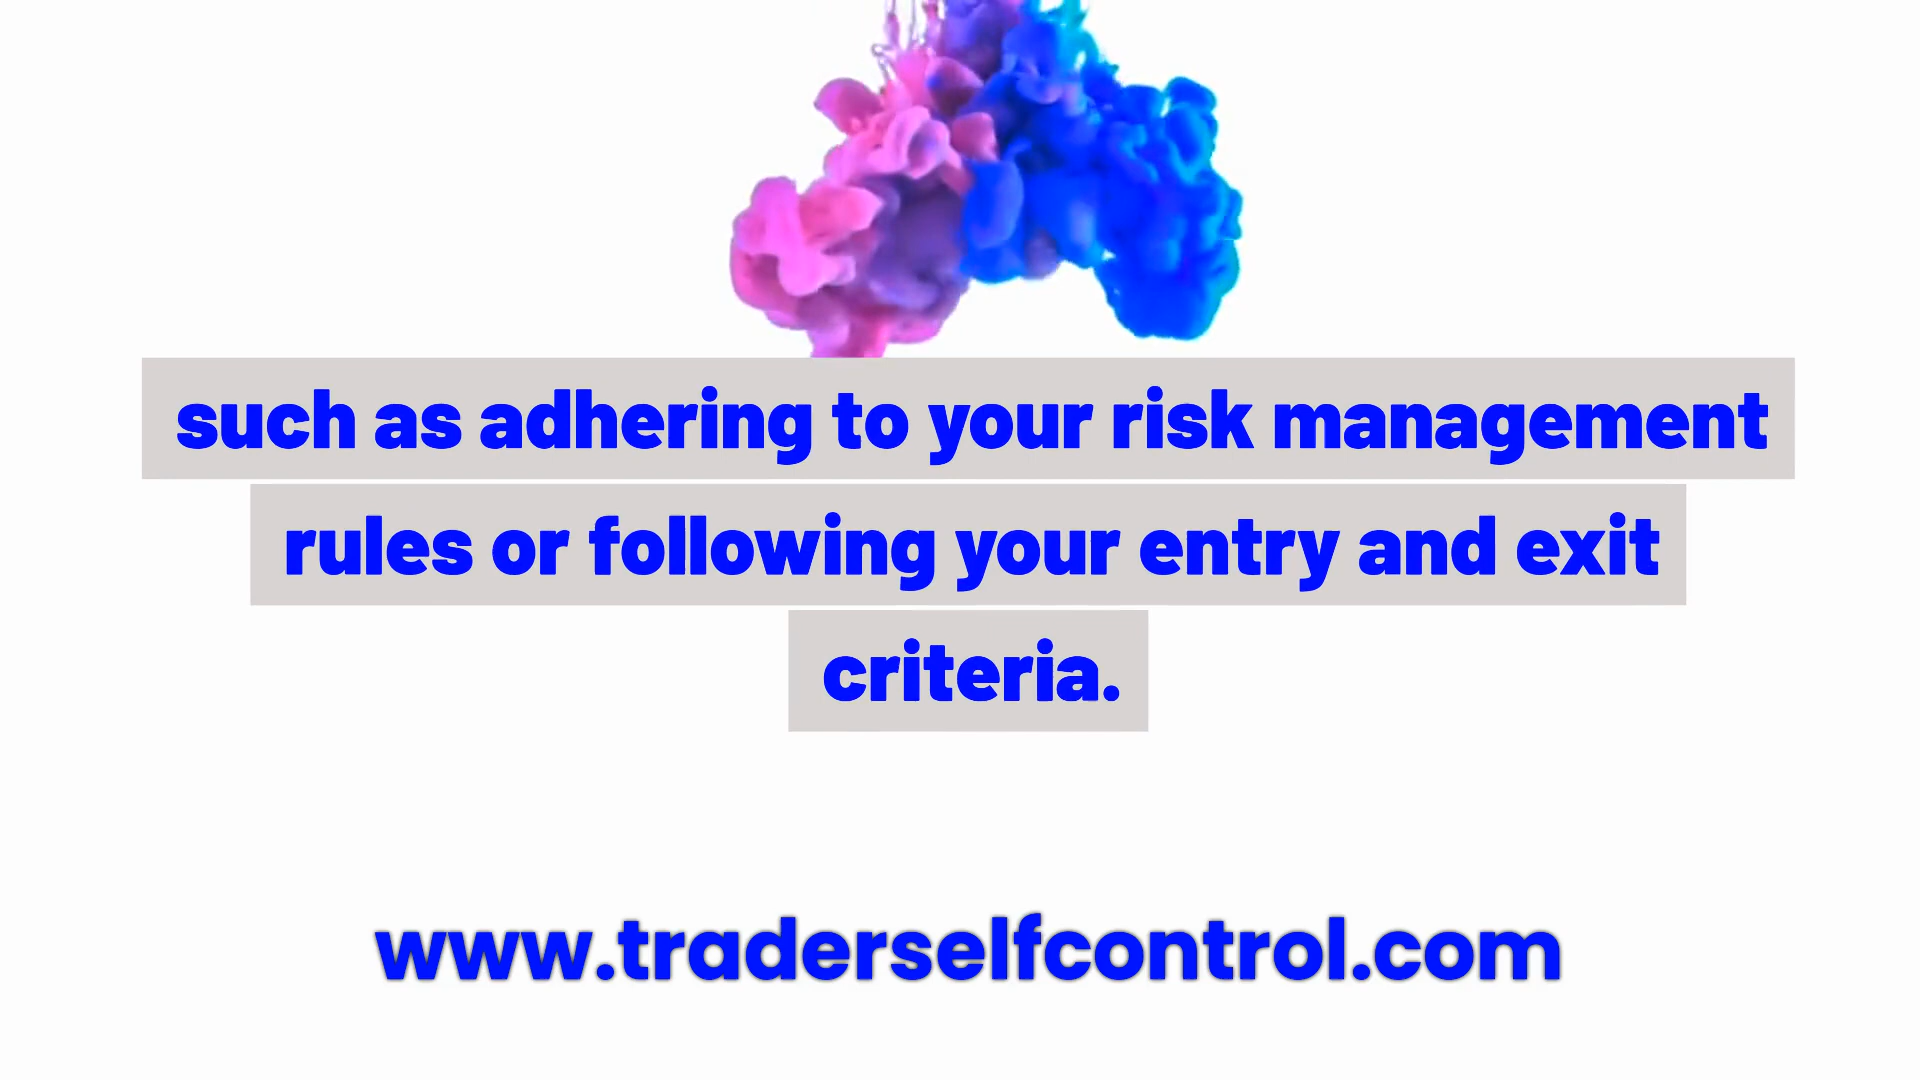 such as adhering to your risk management
rules or following your entry and exit
criteria.
www.traderselfcontrol.com